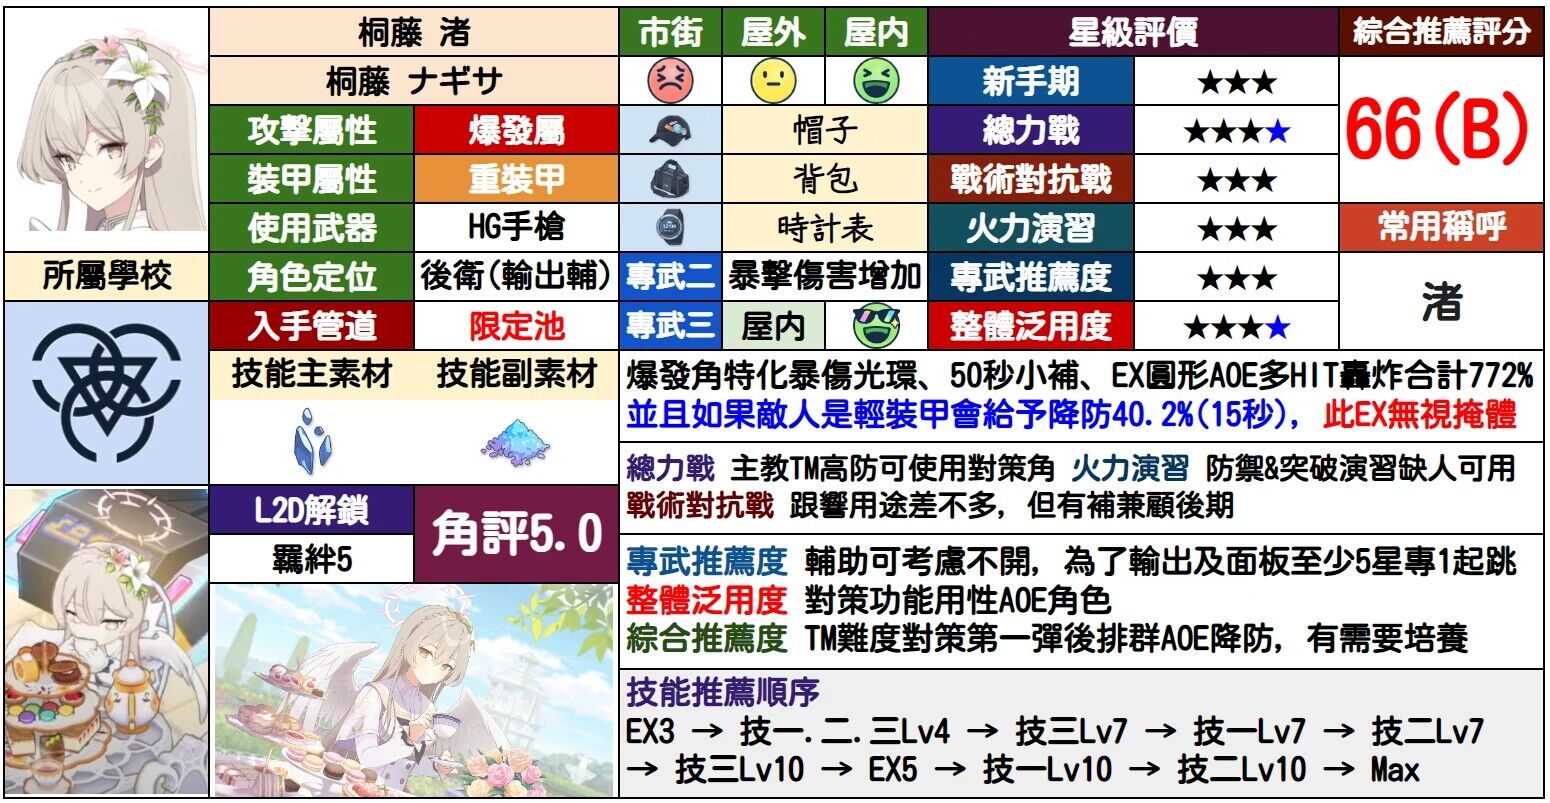 桐藤 渚
市街
屋外
屋内
星級評價
綜合推薦評分
桐藤 ナギサ
新手期
★★★
66(B)
攻擊屬性
爆發屬
帽子
總力戰
★★★★
裝甲屬性
重裝甲
背包
戰術對抗戰
★★★
使用武器
HG手槍
時計表
火力演習
★★★
常用稱呼
所屬學校
角色定位
後衛(輸出輔)
專武二
暴擊傷害增加
專武推薦度
★★★
渚
入手管道
限定池
專武三
屋内
整體泛用度
★★★★
技能主素材
技能副素材
爆發角特化暴傷光環、50秒小補、EX圓形AOE多HIT轟炸合計772%
並且如果敵人是輕裝甲會給予降防40.2%(15秒), 此EX無視掩體
總力戰 主教TM高防可使用對策角 火力演習 防禦&突破演習缺人可用
戰術對抗戰 跟響用途差不多, 但有補兼顧後期
L2D解鎖
羈絆5
角評5.0
專武推薦度 輔助可考慮不開, 為了輸出及面板至少5星專1起跳
整體泛用度 對策功能用性AOE角色
綜合推薦度 TM難度對策第一彈後排群AOE降防, 有需要培養
技能推薦順序
EX3 → 技一.二.三Lv4 → 技三Lv7 → 技一Lv7 → 技二Lv7
→ 技三Lv10 → EX5 → 技一Lv10 → 技二Lv10 → Max